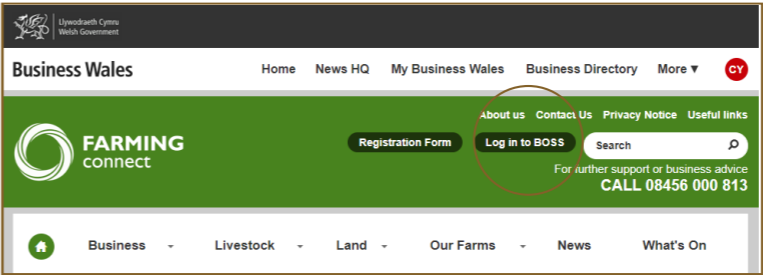 Llywodraeth Cymru
Welsh Government
Business Wales Home News HQ My Business Wales Business Directory More ▼ CY
About us Contact Us Privacy Notice Useful links
FARMING
connect
Registration Form Log in to BOSS Search
For further support or business advice
CALL 08456 000 813
Business Livestock Land Our Farms News What's On